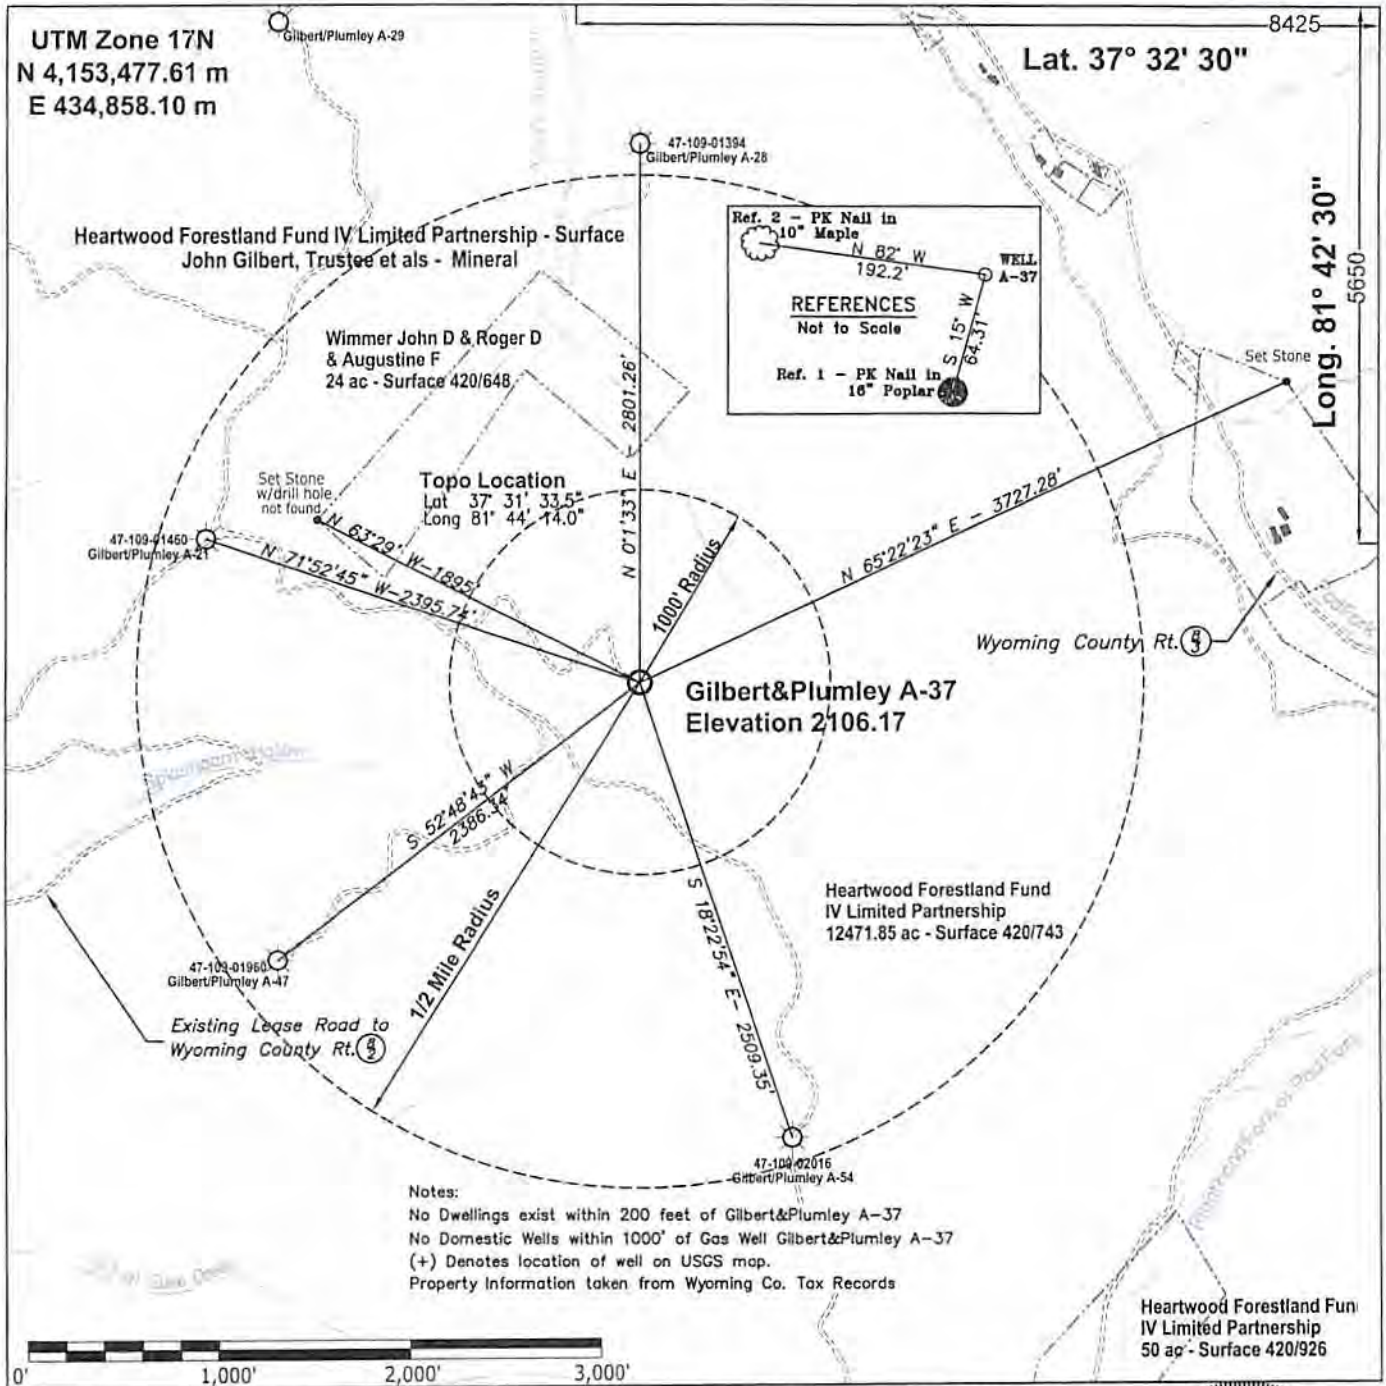 UTM Zone 17N
N 4,153,477.61 m
E 434,858.10 m
Gilbert/Plumley A-29
8425
Lat. 37° 32' 30"
47-109-01394
Gilbert/Plumley A-28
Long. 81° 42' 30"
5650
Heartwood Forestland Fund IV Limited Partnership - Surface
John Gilbert, Trustee et als - Mineral
Ref. 2 - PK Nail in
10" Maple
N 82° W
192.2'
WELL
A-37
REFERENCES
Not to Scale
S 15° W
64.31'
Ref. 1 - PK Nail in
16" Poplar
Wimmer John D & Roger D
& Augustine F
24 ac - Surface 420/648
Set Stone
N 0°1'33" E - 2801.26'
Set Stone
w/drill hole
not found
Topo Location
Lat 37° 31' 33.5"
Long 81° 44' 14.0"
47-109-01460
Gilbert/Plumley A-21
N 63°29' W-1895'
N 71°52'45" W-2395.74'
1000' Radius
N 65°22'23" E - 3727.28'
Wyoming County Rt. 8/3
Gilbert&Plumley A-37
Elevation 2106.17
S 52°48'43" W
2386.34'
S 18°22'54" E- 2509.35'
Heartwood Forestland Fund
IV Limited Partnership
12471.85 ac - Surface 420/743
1/2 Mile Radius
47-109-01960
Gilbert/Plumley A-47
Existing Lease Road to
Wyoming County Rt. 8/2
47-109-02016
Gilbert/Plumley A-54
Notes:
No Dwellings exist within 200 feet of Gilbert&Plumley A-37
No Domestic Wells within 1000' of Gas Well Gilbert&Plumley A-37
(+) Denotes location of well on USGS map.
Property Information taken from Wyoming Co. Tax Records
Heartwood Forestland Fun
IV Limited Partnership
50 ac - Surface 420/926
0' 1,000' 2,000' 3,000'